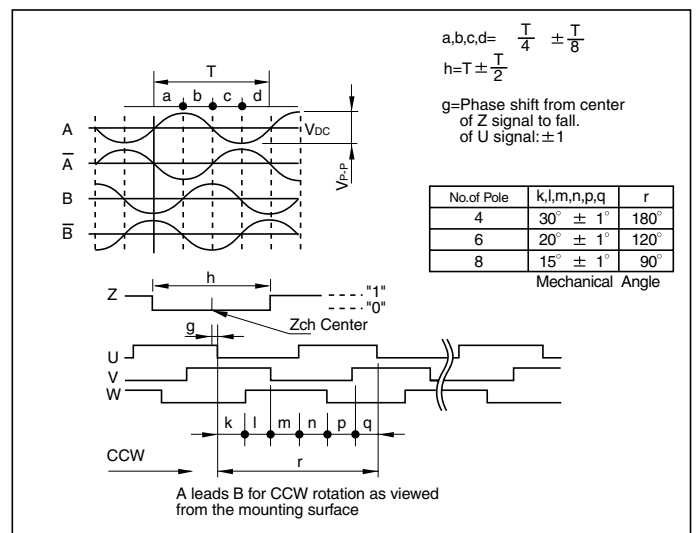 a,b,c,d= T/4 ± T/8
h=T± T/2
g=Phase shift from center
of Z signal to fall.
of U signal:±1
T
a b c d
A
VDC
A̅
VP-P
B
B̅
No.of Pole k,l,m,n,p,q r
4 30° ± 1° 180°
6 20° ± 1° 120°
8 15° ± 1° 90°
Mechanical Angle
h
Z
"1"
"0"
Zch Center
g
U
V
W
k l m n p q
CCW
r
A leads B for CCW rotation as viewed
from the mounting surface